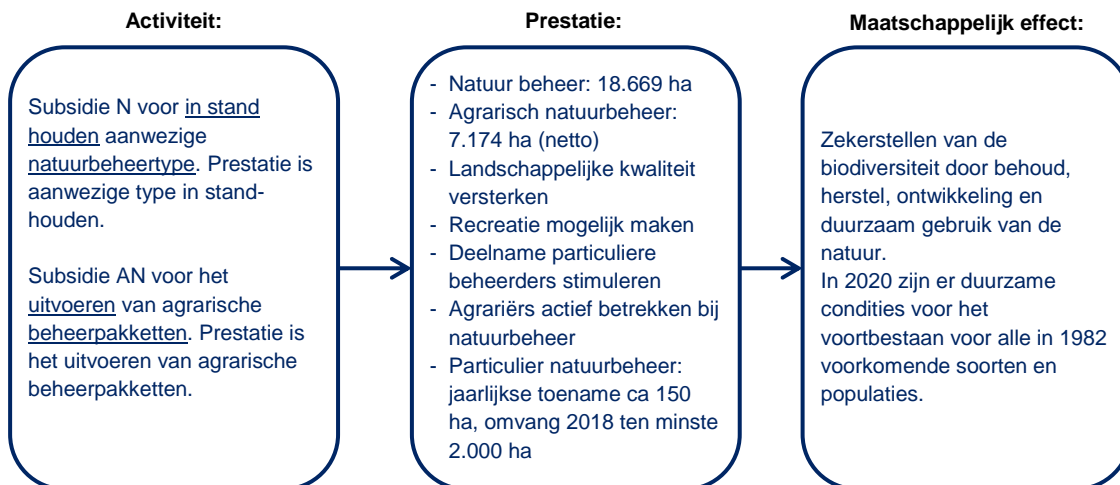 Activiteit:
Subsidie N voor in stand
houden aanwezige
natuurbeheertype. Prestatie is
aanwezige type in stand-
houden.
Subsidie AN voor het
uitvoeren van agrarische
beheerpakketten. Prestatie is
het uitvoeren van agrarische
beheerpakketten.
Prestatie:
- Natuur beheer: 18.669 ha
- Agrarisch natuurbeheer:
7.174 ha (netto)
- Landschappelijke kwaliteit
versterken
- Recreatie mogelijk maken
- Deelname particuliere
beheerders stimuleren
- Agrariërs actief betrekken bij
natuurbeheer
- Particulier natuurbeheer:
jaarlijkse toename ca 150
ha, omvang 2018 ten minste
2.000 ha
Maatschappelijk effect:
Zekerstellen van de
biodiversiteit door behoud,
herstel, ontwikkeling en
duurzaam gebruik van de
natuur.
In 2020 zijn er duurzame
condities voor het
voortbestaan voor alle in 1982
voorkomende soorten en
populaties.